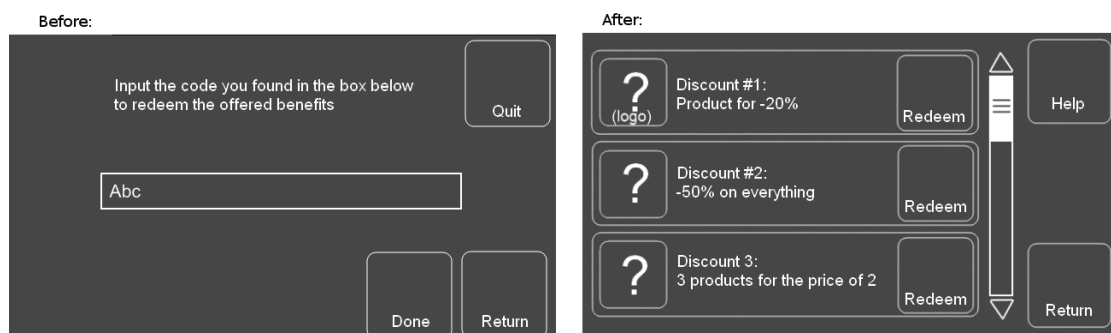 Before:
Input the code you found in the box below
to redeem the offered benefits
Quit
Abc
Done
Return
After:
?
(logo)
Discount #1:
Product for -20%
Redeem
Help
?
Discount #2:
-50% on everything
Redeem
?
Discount 3:
3 products for the price of 2
Redeem
Return